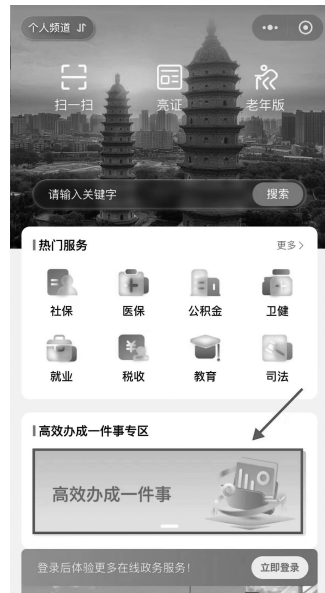 个人频道
扫一扫
亮证
老年版
请输入关键字
搜索
热门服务
更多
社保
医保
公积金
卫健
就业
税收
教育
司法
高效办成一件事专区
高效办成一件事
登录后体验更多在线政务服务！
立即登录